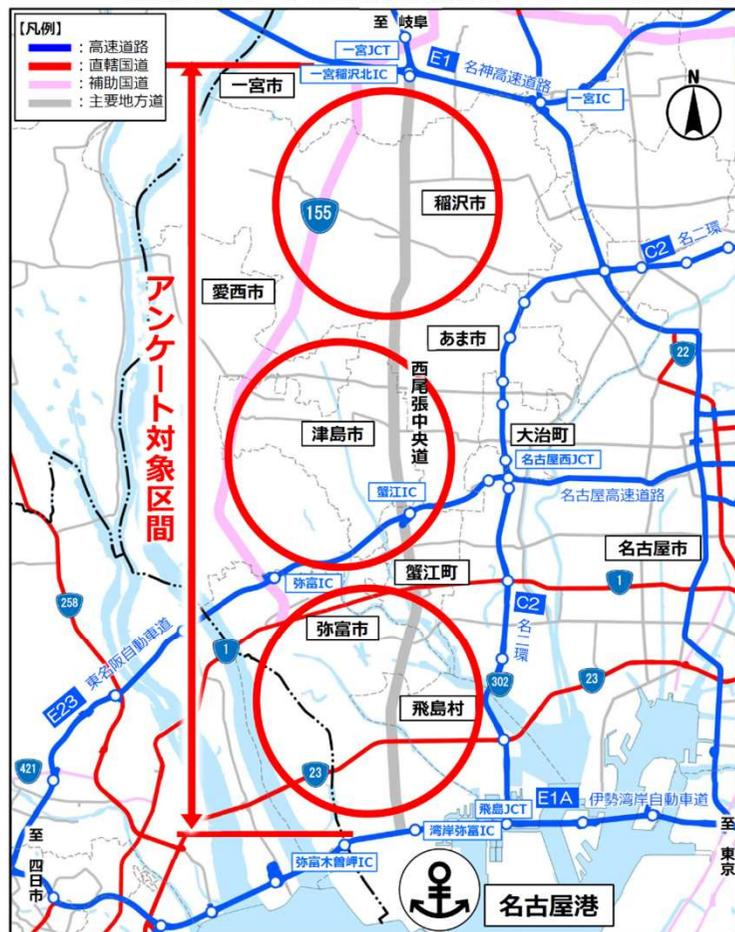 【凡例】
：高速道路
：直轄国道
：補助国道
：主要地方道
至 岐阜
一宮JCT
一宮稲沢北IC
E1 名神高速道路
一宮IC
一宮市
N
155
稲沢市
C2 名二環
愛西市
アンケート対象区間
あま市
22
西尾張中央道
津島市
大治町
名古屋西JCT
蟹江IC
名古屋高速道路
名古屋市
弥富IC
蟹江町
1
258
C2 名二環
弥富市
1
東名阪自動車道
E23
302
23
飛島村
421
23
飛島JCT
E1A 伊勢湾岸自動車道
湾岸弥富IC
至 東京
至 四日市
弥富木曽岬IC
名古屋港